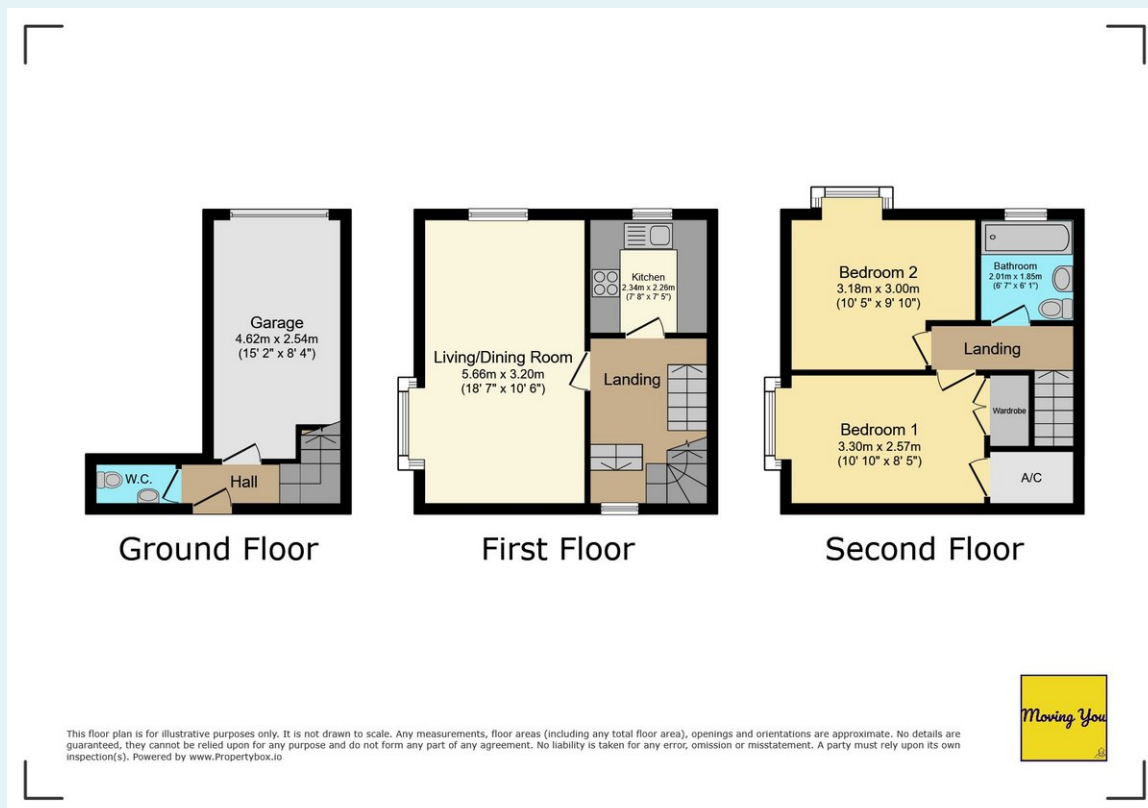 Garage
4.62m x 2.54m
(15' 2" x 8' 4")
W.C.
Hall
Ground Floor
Living/Dining Room
5.66m x 3.20m
(18' 7" x 10' 6")
Kitchen
2.34m x 2.26m
(7' 8" x 7' 5")
Landing
First Floor
Bedroom 2
3.18m x 3.00m
(10' 5" x 9' 10")
Bathroom
2.01m x 1.85m
(6' 7" x 6' 1")
Landing
Bedroom 1
3.30m x 2.57m
(10' 10" x 8' 5")
Wardrobe
A/C
Second Floor
This floor plan is for illustrative purposes only. It is not drawn to scale. Any measurements, floor areas (including any total floor area), openings and orientations are approximate. No details are
guaranteed, they cannot be relied upon for any purpose and do not form any part of any agreement. No liability is taken for any error, omission or misstatement. A party must rely upon its own
inspection(s). Powered by www.Propertybox.io
Moving You